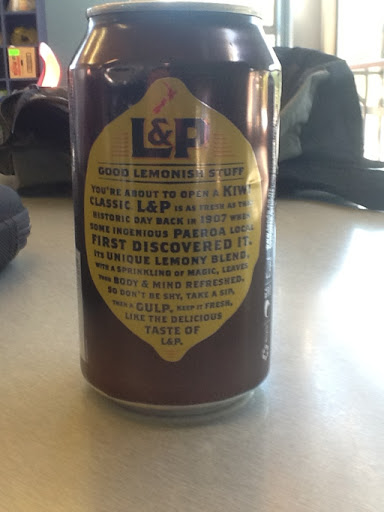 L&P
GOOD LEMONISH STUFF
YOU'RE ABOUT TO OPEN A KIWI
CLASSIC L&P IS AS FRESH AS THAT
HISTORIC DAY BACK IN 1907 WHEN
SOME INGENIOUS PAEROA LOCAL
FIRST DISCOVERED IT.
ITS UNIQUE LEMONY BLEND,
WITH A SPRINKLING OF MAGIC, LEAVES
YOUR BODY & MIND REFRESHED.
SO DON'T BE SHY, TAKE A SIP,
THEN A GULP. KEEP IT FRESH,
LIKE THE DELICIOUS
TASTE OF
L&P.